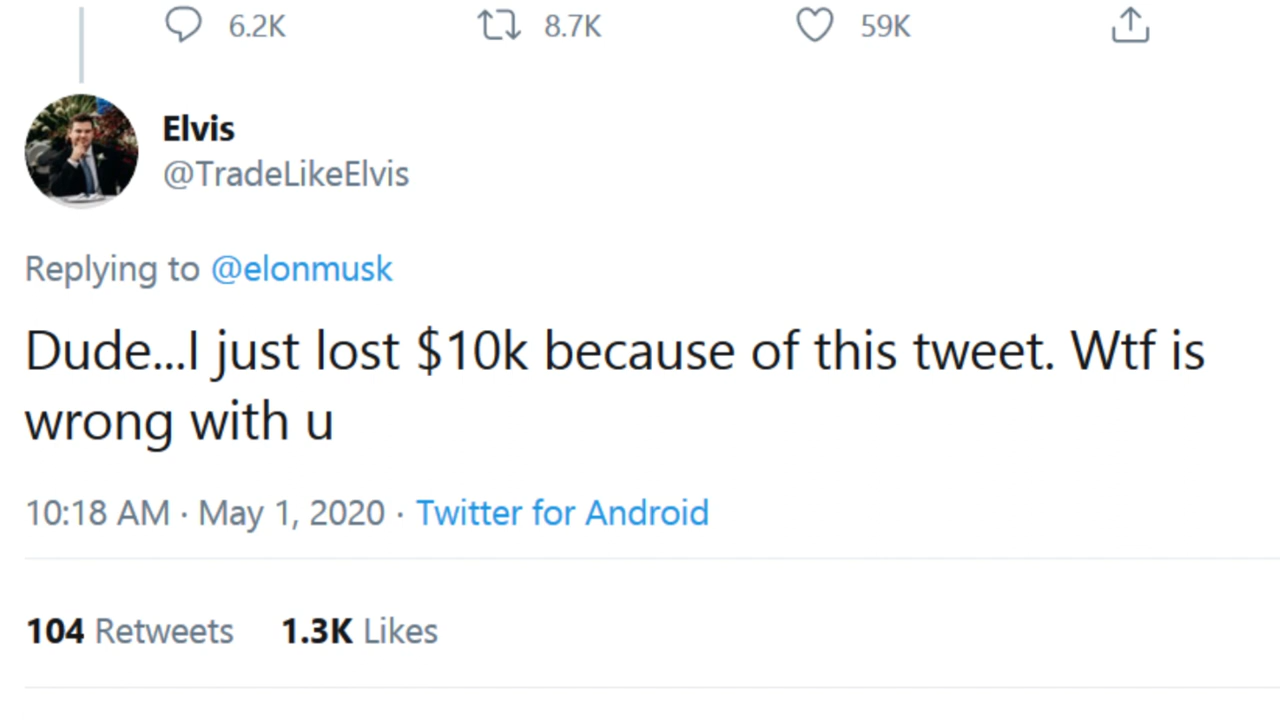 6.2K 8.7K 59K
Elvis
@TradeLikeElvis
Replying to @elonmusk
Dude...I just lost $10k because of this tweet. Wtf is
wrong with u
10:18 AM · May 1, 2020 · Twitter for Android
104 Retweets 1.3K Likes